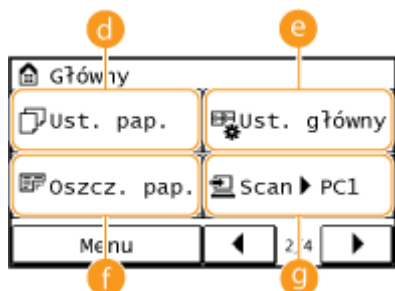 d e
Główny
Ust. pap. Ust. główny
Oszcz. pap. Scan ▶ PC1
Menu ◀ 2/4 ▶
f g